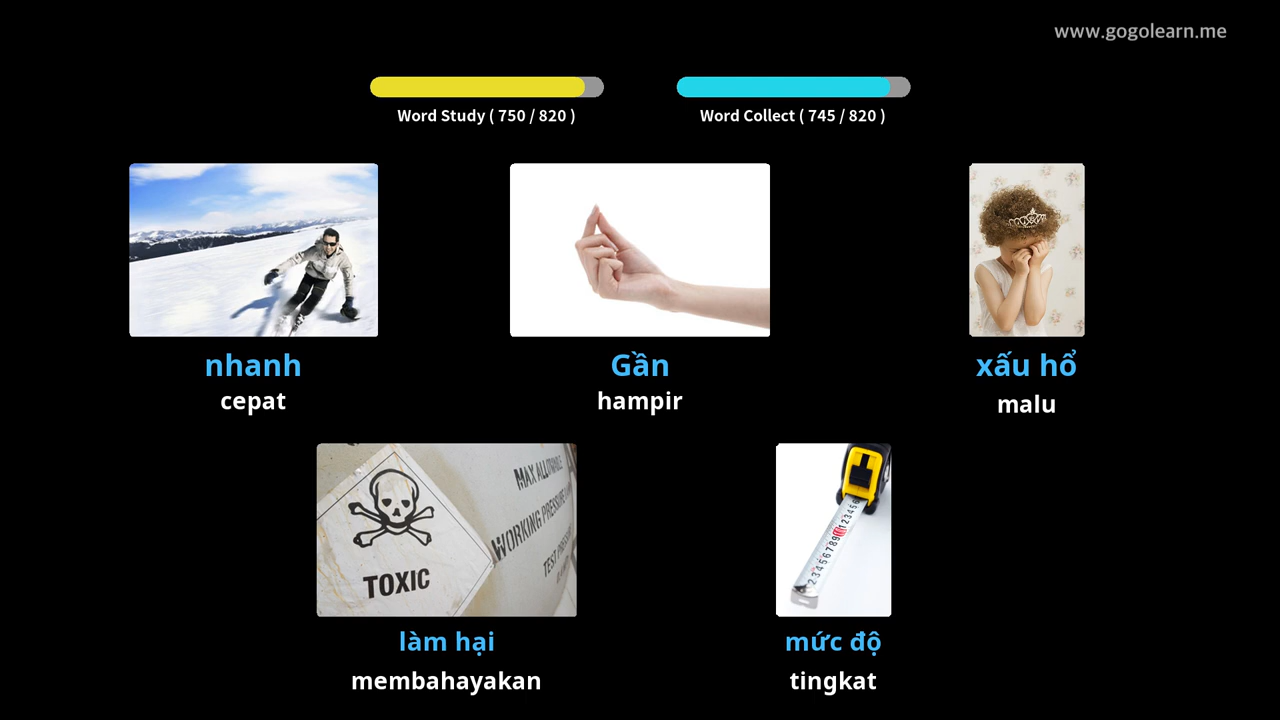 www.gogolearn.me
Word Study ( 750 / 820 )
Word Collect ( 745 / 820 )
nhanh
cepat
Gần
hampir
xấu hổ
malu
TOXIC
MAX ALLOWABLE
WORKING PRESSURE
TEST
làm hại
membahayakan
mức độ
tingkat